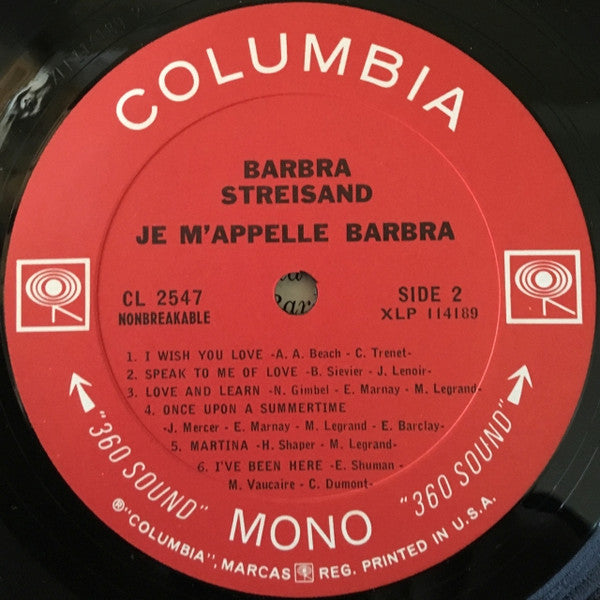 COLUMBIA
BARBRA
STREISAND
JE M'APPELLE BARBRA
CL 2547
NONBREAKABLE
SIDE 2
XLP 114189
1. I WISH YOU LOVE -A. A. Beach - C. Trenet-
2. SPEAK TO ME OF LOVE -B. Sievier - J. Lenoir-
3. LOVE AND LEARN -N. Gimbel - E. Marnay - M. Legrand-
4. ONCE UPON A SUMMERTIME
-J. Mercer - E. Marnay - M. Legrand - E. Barclay-
5. MARTINA -H. Shaper - M. Legrand-
6. I'VE BEEN HERE -E. Shuman -
M. Vaucaire - C. Dumont-
"360 SOUND"
MONO
"360 SOUND"
®"COLUMBIA", MARCAS REG. PRINTED IN U.S.A.